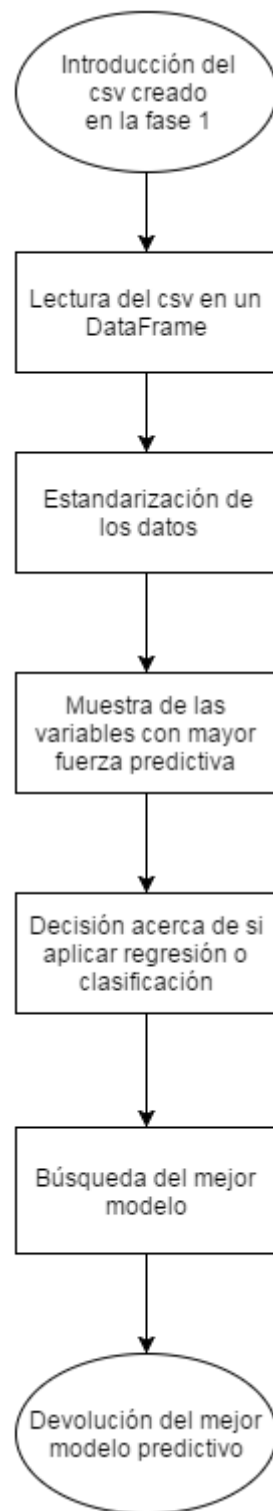 Introducción del
csv creado
en la fase 1
Lectura del csv en un
DataFrame
Estandarización de
los datos
Muestra de las
variables con mayor
fuerza predictiva
Decisión acerca de si
aplicar regresión o
clasificación
Búsqueda del mejor
modelo
Devolución del mejor
modelo predictivo